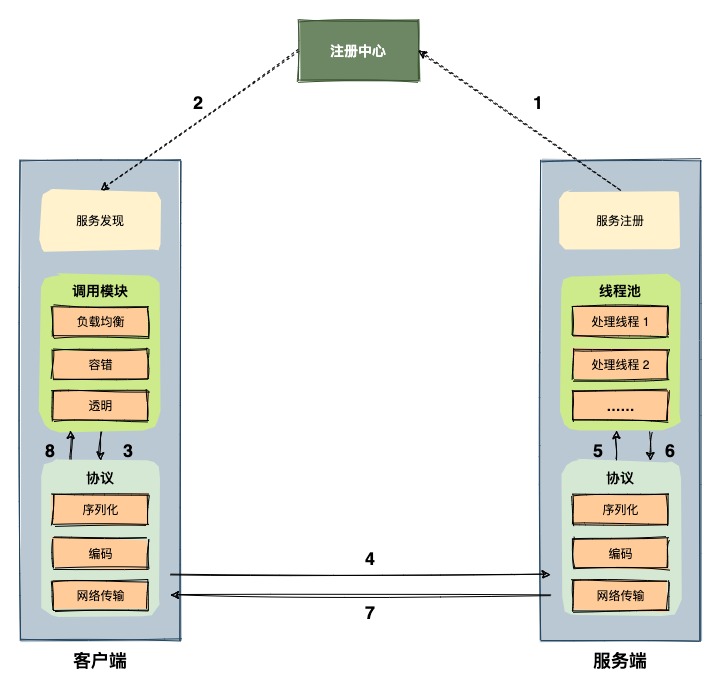 注册中心
2
1
服务发现
调用模块
负载均衡
容错
透明
8
3
协议
序列化
编码
网络传输
客户端
服务注册
线程池
处理线程 1
处理线程 2
......
5
6
协议
序列化
编码
网络传输
服务端
4
7